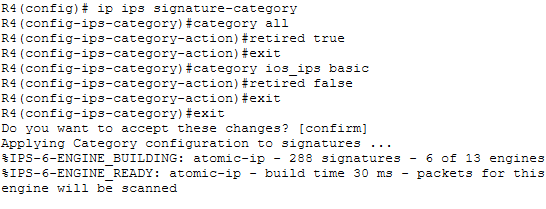 R4(config)# ip ips signature-category
R4(config-ips-category)#category all
R4(config-ips-category-action)#retired true
R4(config-ips-category-action)#exit
R4(config-ips-category)#category ios_ips basic
R4(config-ips-category-action)#retired false
R4(config-ips-category-action)#exit
R4(config-ips-category)#exit
Do you want to accept these changes? [confirm]
Applying Category configuration to signatures ...
%IPS-6-ENGINE_BUILDING: atomic-ip - 288 signatures - 6 of 13 engines
%IPS-6-ENGINE_READY: atomic-ip - build time 30 ms - packets for this
engine will be scanned